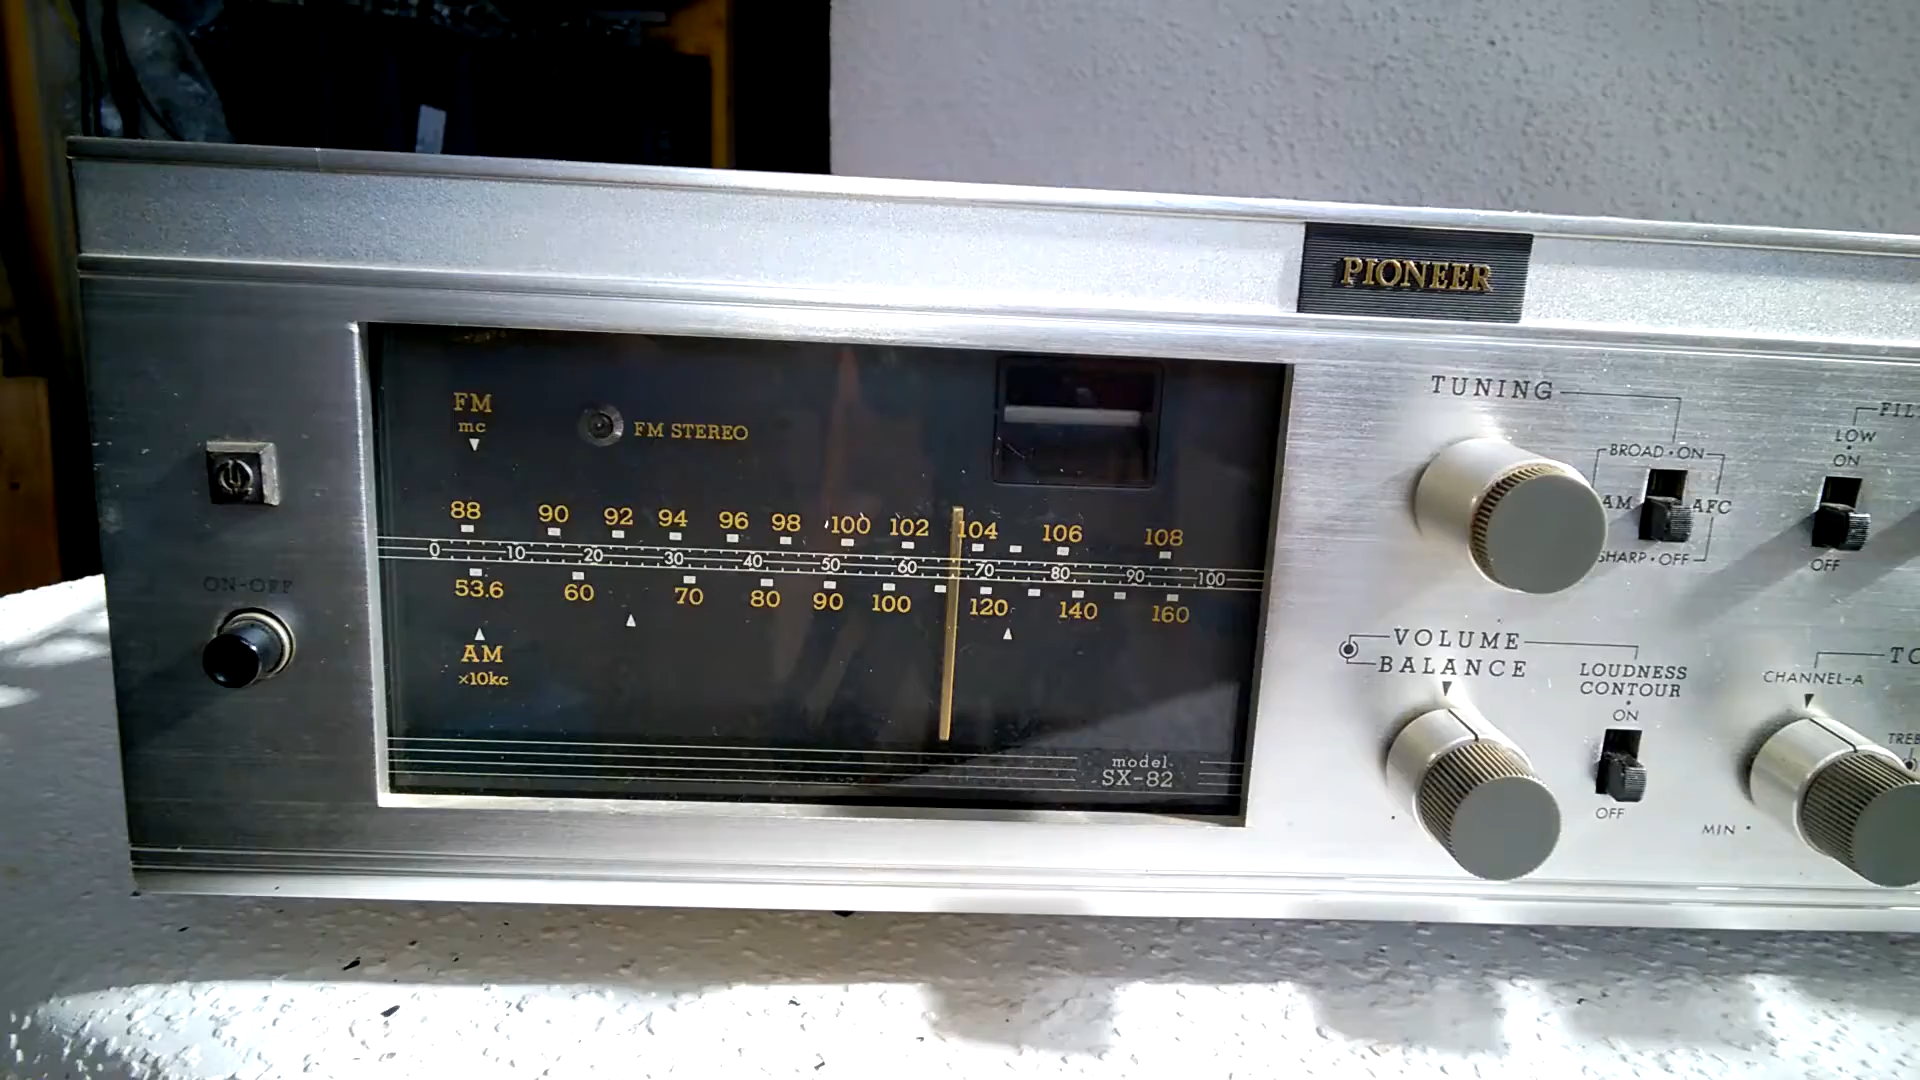 PIONEER
FM
mc
FM STEREO
88 90 92 94 96 98 100 102 104 106 108
0 10 20 30 40 50 60 70 80 90 100
53.6 60 70 80 90 100 120 140 160
AM
×10kc
model
SX-82
ON-OFF
TUNING
BROAD • ON
AM
AFC
SHARP • OFF
VOLUME
BALANCE
LOUDNESS
CONTOUR
ON
OFF
LOW
ON
OFF
CHANNEL-A
MIN